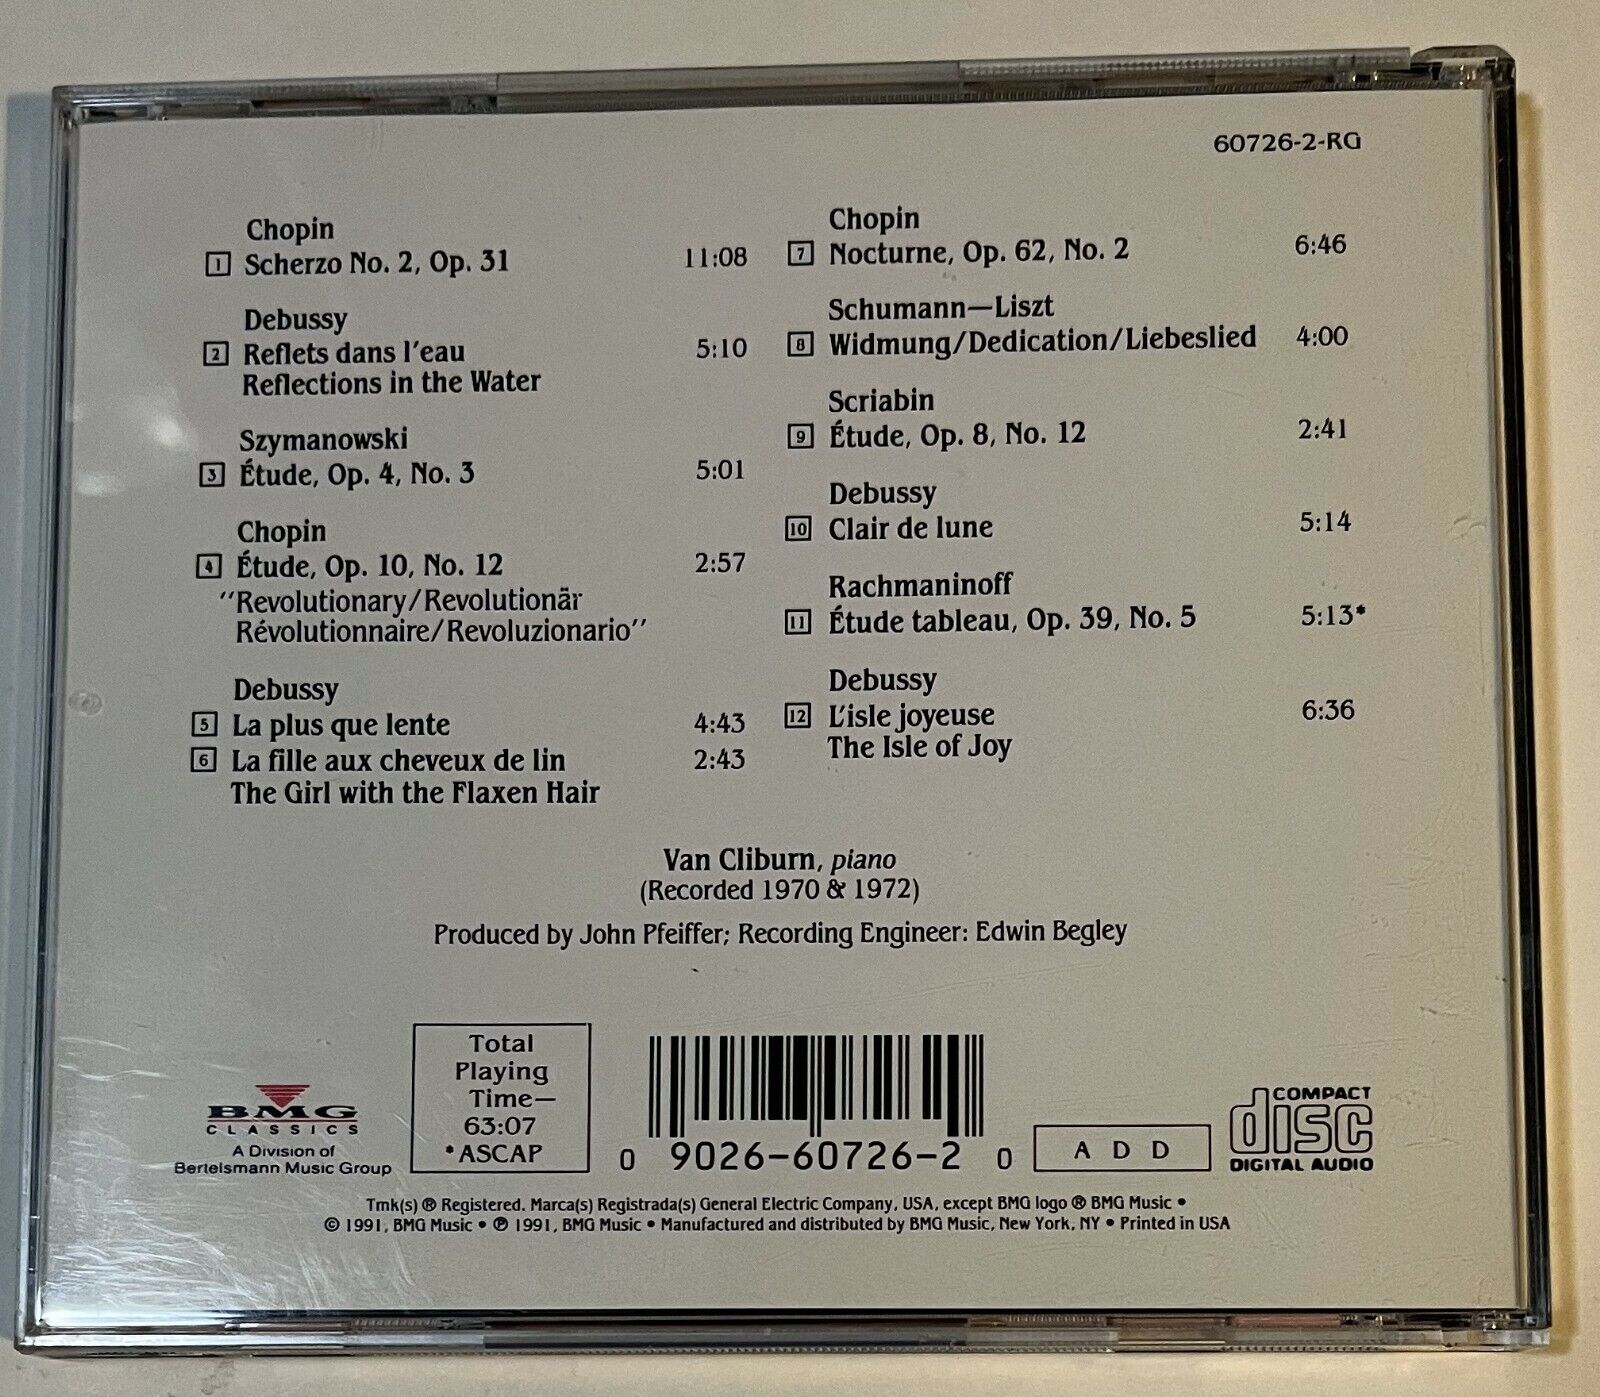 60726-2-RG
Chopin
1 Scherzo No. 2, Op. 31 11:08
Debussy
2 Reflets dans l'eau 5:10
Reflections in the Water
Szymanowski
3 Étude, Op. 4, No. 3 5:01
Chopin
4 Étude, Op. 10, No. 12 2:57
"Revolutionary/Revolutionär
Révolutionnaire/Revoluzionario"
Debussy
5 La plus que lente 4:43
6 La fille aux cheveux de lin 2:43
The Girl with the Flaxen Hair
Chopin
7 Nocturne, Op. 62, No. 2 6:46
Schumann—Liszt
8 Widmung/Dedication/Liebeslied 4:00
Scriabin
9 Étude, Op. 8, No. 12 2:41
Debussy
10 Clair de lune 5:14
Rachmaninoff
11 Étude tableau, Op. 39, No. 5 5:13*
Debussy
12 L'isle joyeuse 6:36
The Isle of Joy
Van Cliburn, piano
(Recorded 1970 & 1972)
Produced by John Pfeiffer; Recording Engineer: Edwin Begley
BMG
CLASSICS
A Division of
Bertelsmann Music Group
Total
Playing
Time—
63:07
*ASCAP
0 9026-60726-2 0
A D D
COMPACT
disc
DIGITAL AUDIO
Tmk(s) ® Registered. Marca(s) Registrada(s) General Electric Company, USA, except BMG logo ® BMG Music •
© 1991, BMG Music • ℗ 1991, BMG Music • Manufactured and distributed by BMG Music, New York, NY • Printed in USA